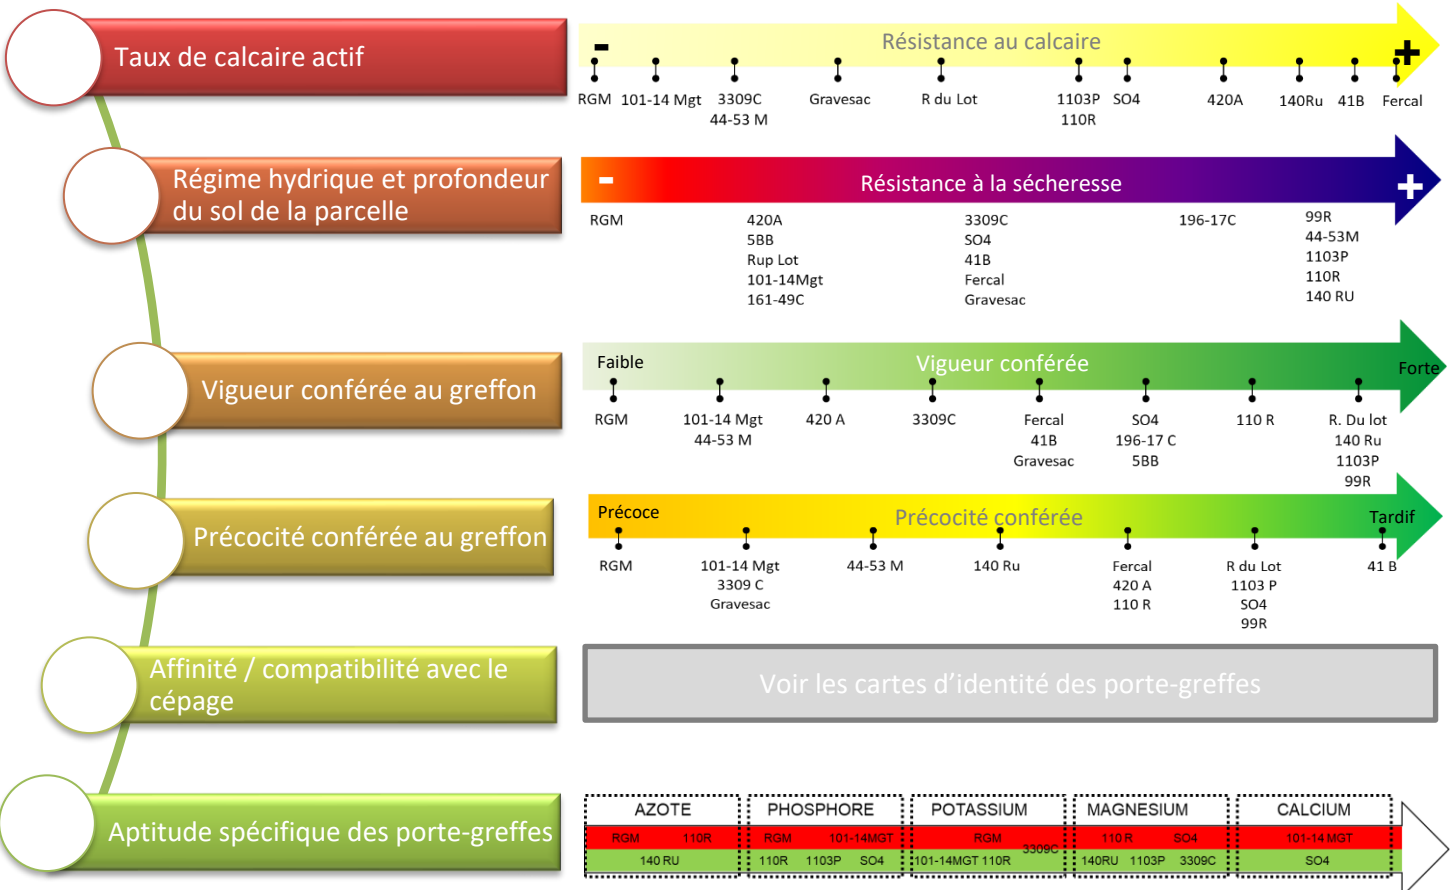 Taux de calcaire actif
Résistance au calcaire
- +
RGM 101-14 Mgt 3309C Gravesac R du Lot 1103P SO4 420A 140Ru 41B Fercal
44-53 M 110R
Régime hydrique et profondeur
du sol de la parcelle
- Résistance à la sécheresse +
RGM 420A 3309C 196-17C 99R
5BB SO4 44-53M
Rup Lot 41B 1103P
101-14Mgt Fercal 110R
161-49C Gravesac 140 RU
Vigueur conférée au greffon
Faible Vigueur conférée Forte
RGM 101-14 Mgt 420 A 3309C Fercal SO4 110 R R. Du lot
44-53 M 41B 196-17 C 140 Ru
Gravesac 5BB 1103P
99R
Précocité conférée au greffon
Précoce Précocité conférée Tardif
RGM 101-14 Mgt 44-53 M 140 Ru Fercal R du Lot 41 B
3309 C 420 A 1103 P
Gravesac 110 R SO4
99R
Affinité / compatibilité avec le
cépage
Voir les cartes d'identité des porte-greffes
Aptitude spécifique des porte-greffes
AZOTE PHOSPHORE POTASSIUM MAGNESIUM CALCIUM
RGM 110R RGM 101-14MGT RGM 3309C 110 R SO4 101-14 MGT
140 RU 110R 1103P SO4 101-14MGT 110R 140RU 1103P 3309C SO4